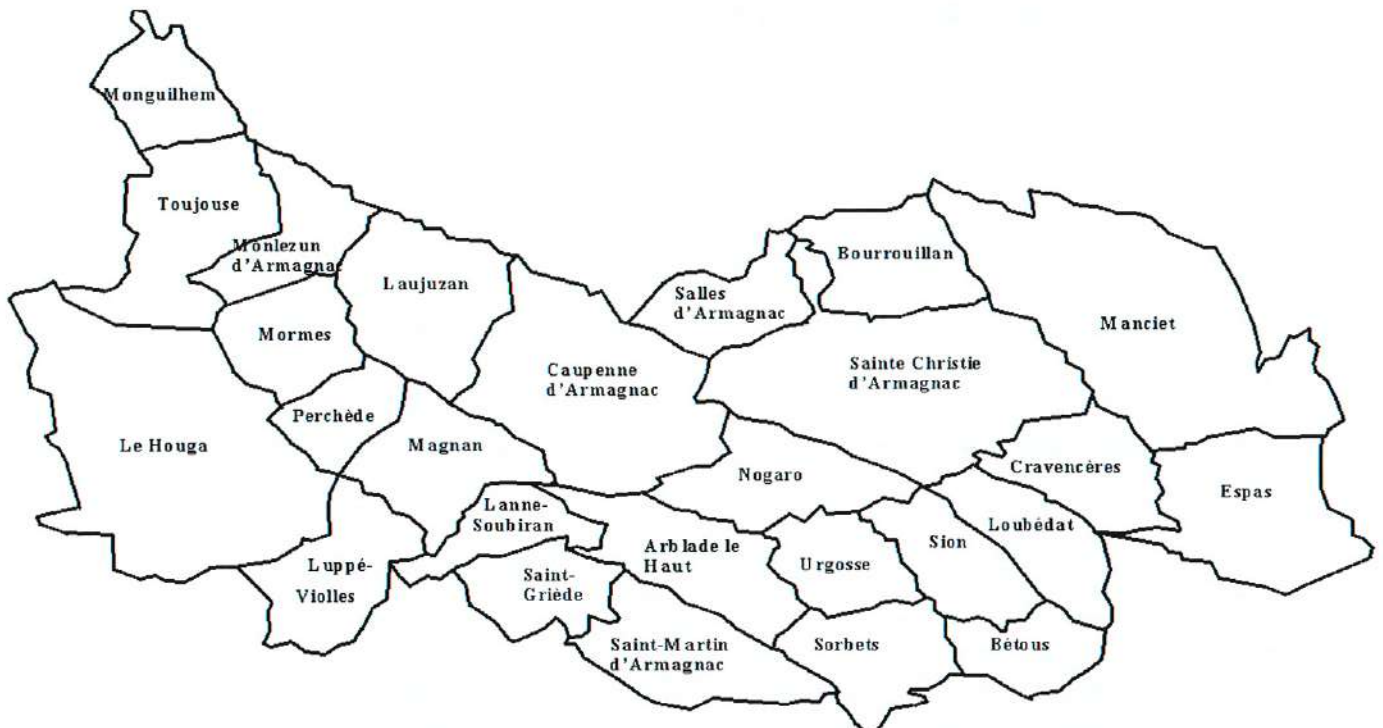 Monguilhem
Toujouse
Monlezun
d'Armagnac
Laujuzan
Mormes
Bourrouillan
Salles
d'Armagnac
Manciet
Caupenne
d'Armagnac
Sainte Christie
d'Armagnac
Perchède
Le Houga
Magnan
Nogaro
Cravencères
Espas
Lanne-
Soubiran
Loubédat
Arblade le
Haut
Sion
Urgosse
Luppé-
Violles
Saint-
Griède
Saint-Martin
d'Armagnac
Sorbets
Bétous